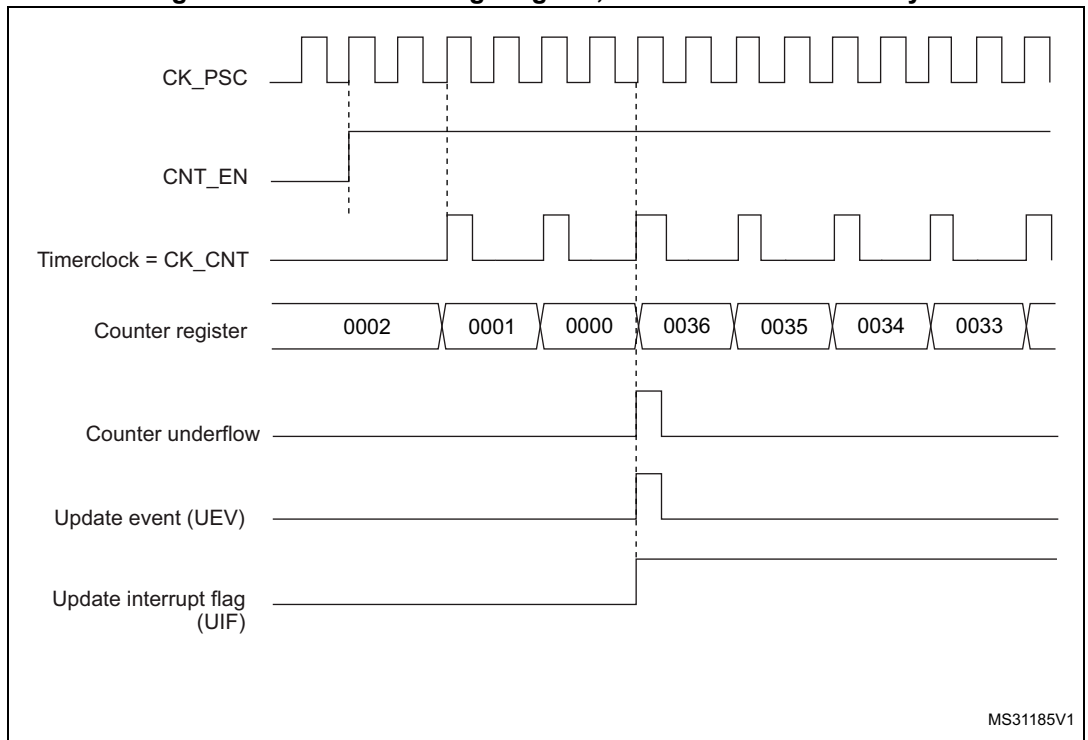 CK_PSC
CNT_EN
Timerclock = CK_CNT
Counter register 0002 0001 0000 0036 0035 0034 0033
Counter underflow
Update event (UEV)
Update interrupt flag
(UIF)
MS31185V1